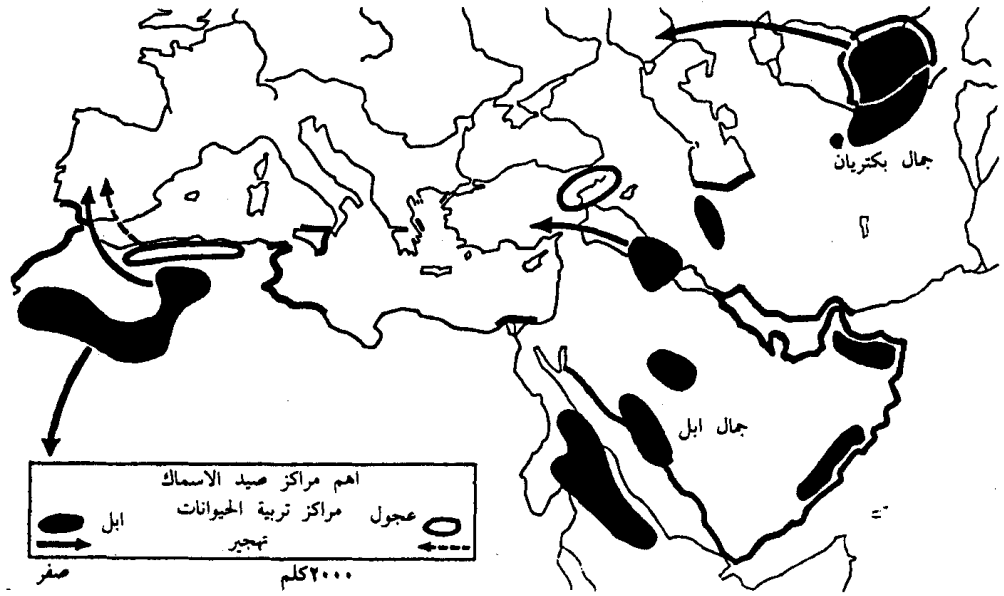 جمال بكتريان
جمال ابل
اهم مراكز صيد الاسماك
مراكز تربية الحيوانات
عجول
ابل
تهجير
٢٠٠٠كلم
صفر